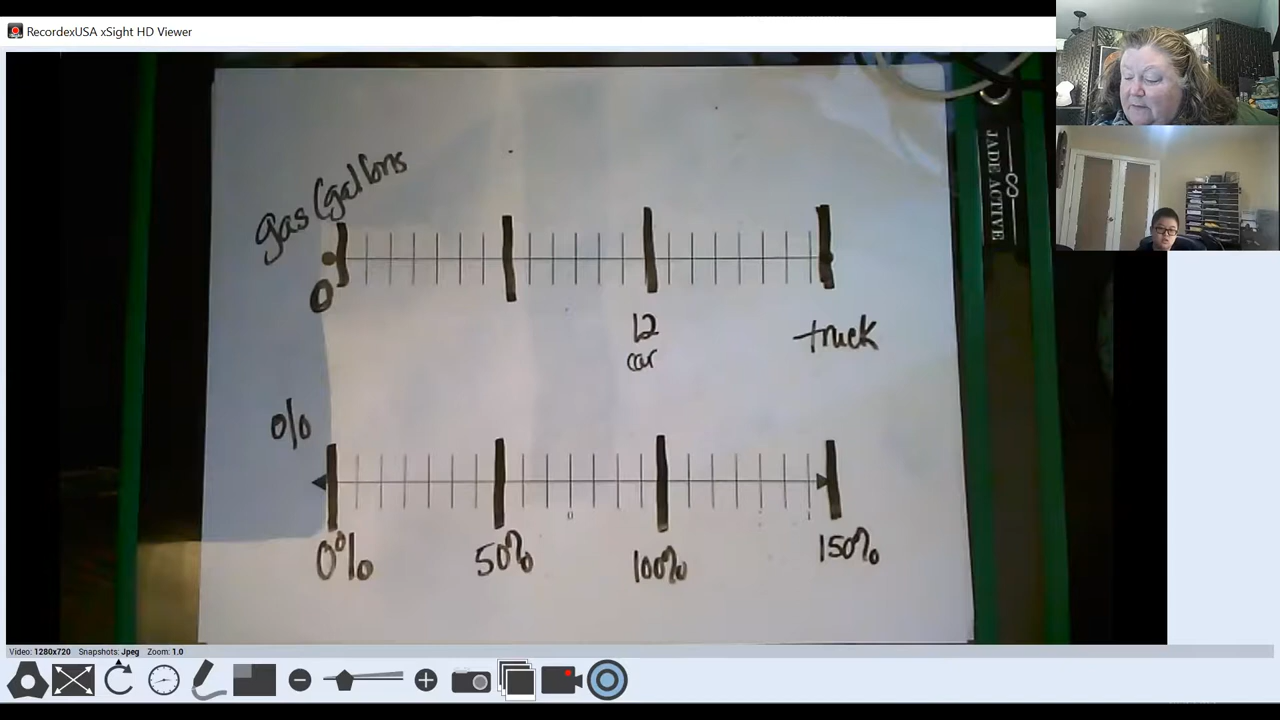 RecordexUSA xSight HD Viewer
gas (gallons
0
12
car
truck
%
0%
50%
100%
150%
JADE ACTIVE
Video: 1280x720 Snapshots: Jpeg Zoom: 1.0